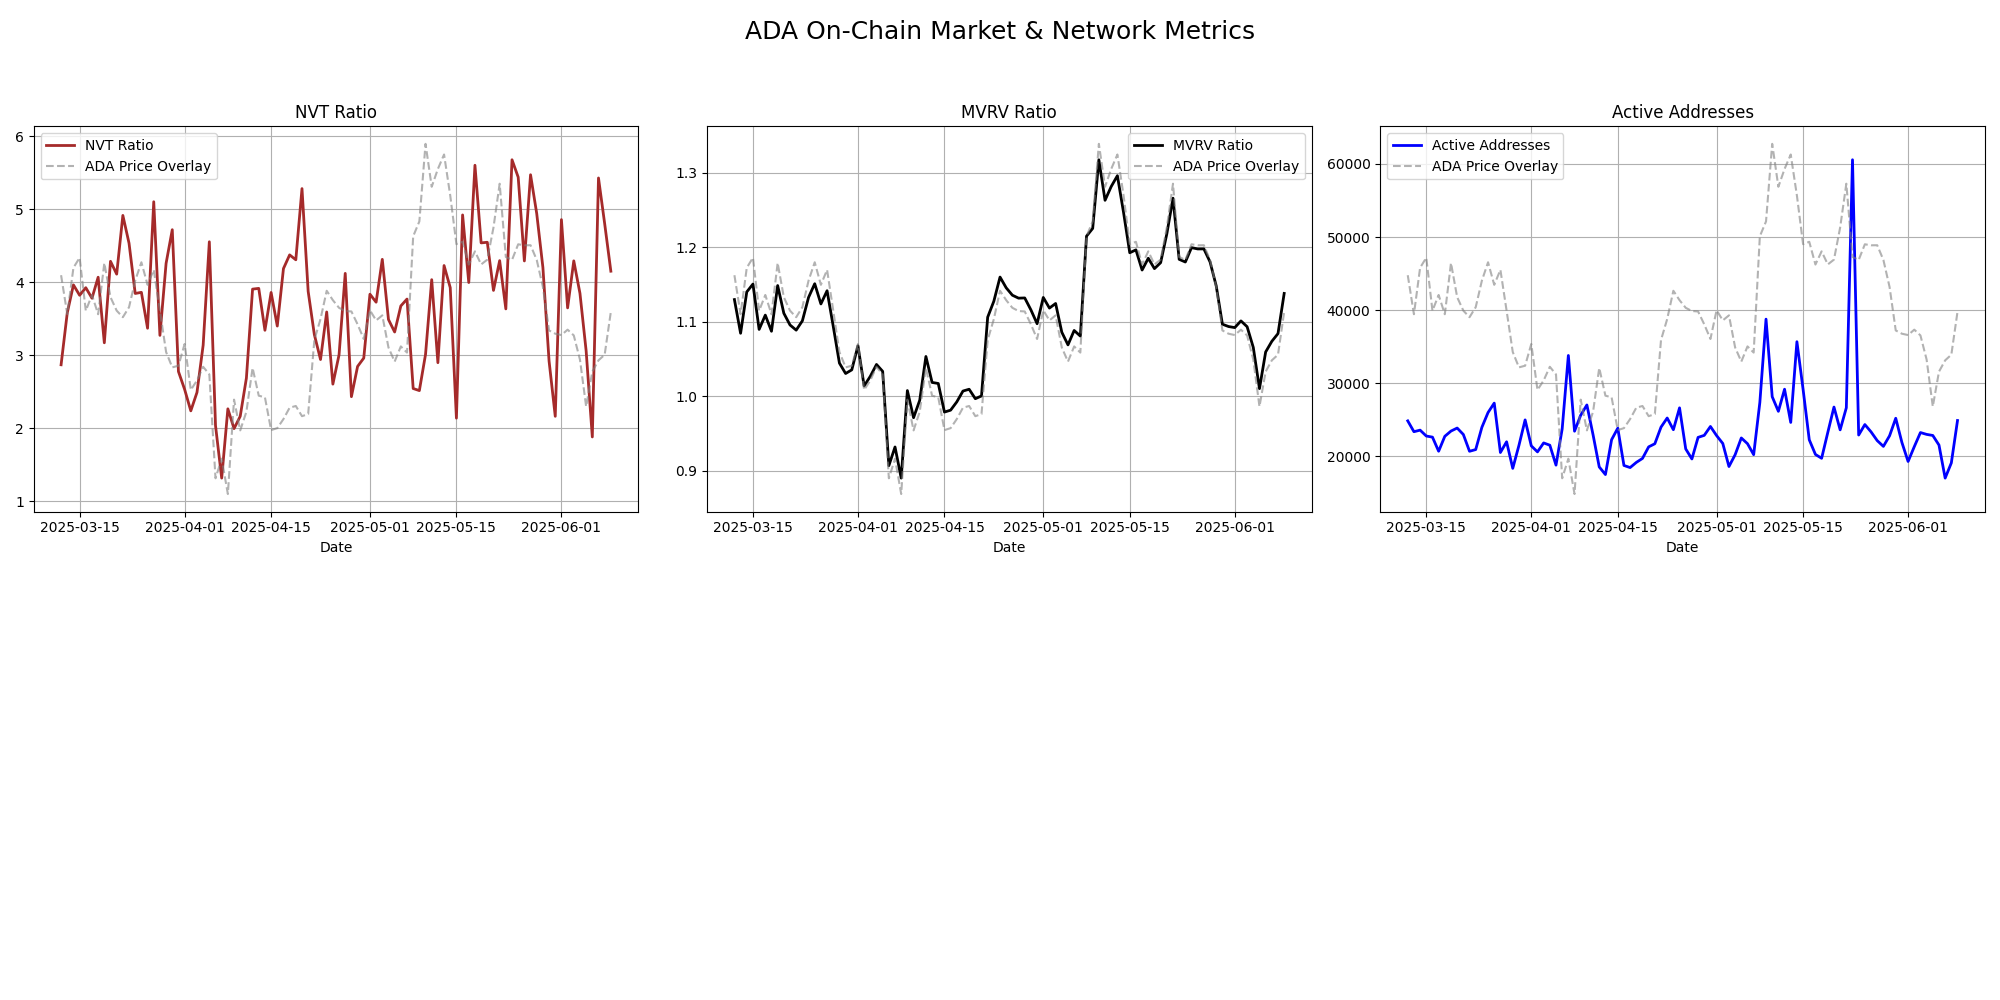 ADA On-Chain Market & Network Metrics
NVT Ratio
NVT Ratio
ADA Price Overlay
6
5
4
3
2
1
2025-03-15
2025-04-01
2025-04-15
2025-05-01
2025-05-15
2025-06-01
Date
MVRV Ratio
MVRV Ratio
ADA Price Overlay
1.3
1.2
1.1
1.0
0.9
2025-03-15
2025-04-01
2025-04-15
2025-05-01
2025-05-15
2025-06-01
Date
Active Addresses
Active Addresses
ADA Price Overlay
60000
50000
40000
30000
20000
2025-03-15
2025-04-01
2025-04-15
2025-05-01
2025-05-15
2025-06-01
Date